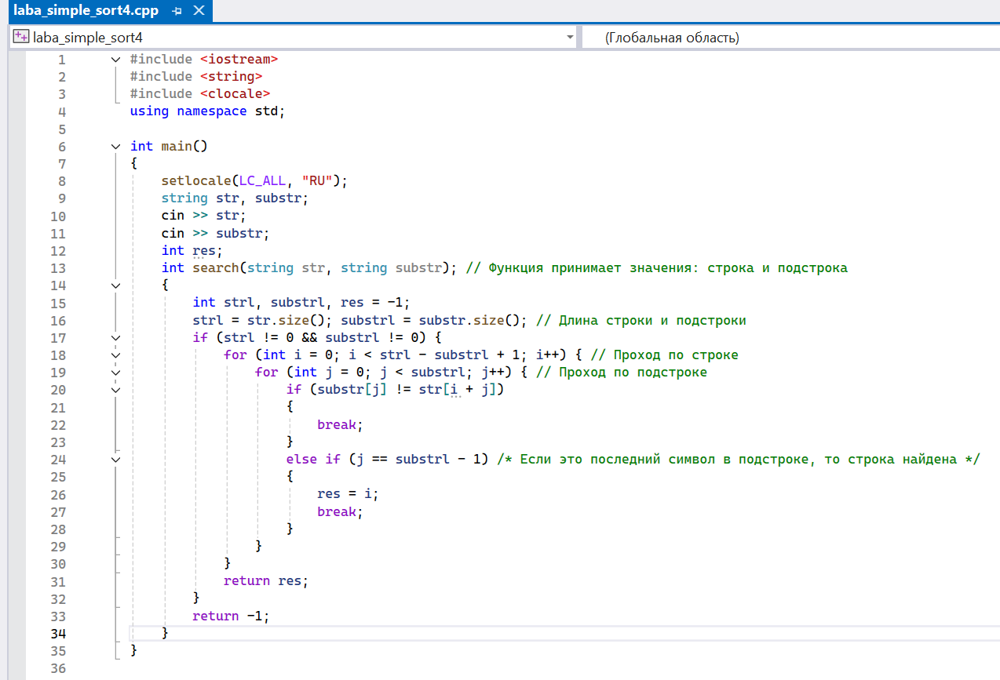 laba_simple_sort4.cpp
laba_simple_sort4
(Глобальная область)
1 #include <iostream>
2 #include <string>
3 #include <clocale>
4 using namespace std;
5
6 int main()
7 {
8 setlocale(LC_ALL, "RU");
9 string str, substr;
10 cin >> str;
11 cin >> substr;
12 int res;
13 int search(string str, string substr); // Функция принимает значения: строка и подстрока
14 {
15 int strl, substrl, res = -1;
16 strl = str.size(); substrl = substr.size(); // Длина строки и подстроки
17 if (strl != 0 && substrl != 0) {
18 for (int i = 0; i < strl - substrl + 1; i++) { // Проход по строке
19 for (int j = 0; j < substrl; j++) { // Проход по подстроке
20 if (substr[j] != str[i + j])
21 {
22 break;
23 }
24 else if (j == substrl - 1) /* Если это последний символ в подстроке, то строка найдена */
25 {
26 res = i;
27 break;
28 }
29 }
30 }
31 return res;
32 }
33 return -1;
34 }
35 }
36